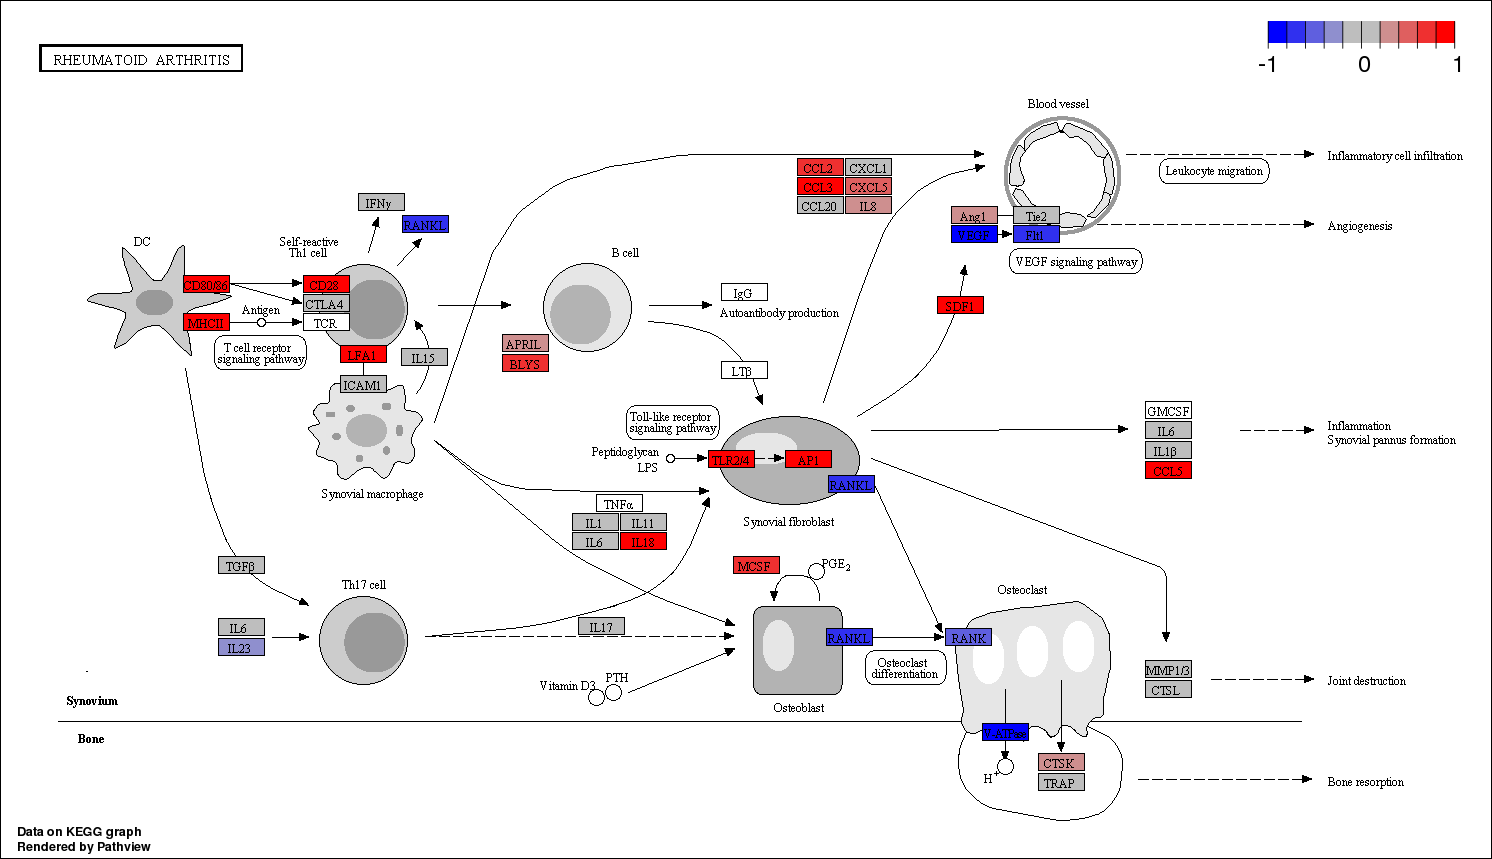 RHEUMATOID ARTHRITIS
-1 0 1
Blood vessel
Inflammatory cell infiltration
Leukocyte migration
CCL2 CXCL1
CCL3 CXCL5
CCL20 IL8
IFNγ
RANKL
Ang1 Tie2
VEGF Flt1
Angiogenesis
VEGF signaling pathway
DC
Self-reactive
Th1 cell
B cell
CD80/86
CD28
CTLA4
Antigen
MHCII
TCR
T cell receptor
signaling pathway
LFA1
IL15
ICAM1
IgG
Autoantibody production
SDF1
APRIL
BLYS
LTβ
Toll-like receptor
signaling pathway
Peptidoglycan
LPS
TLR2/4
AP1
RANKL
GMCSF
IL6
IL1β
CCL5
Inflammation
Synovial pannus formation
Synovial macrophage
TNFα
IL1 IL11
IL6 IL18
Synovial fibroblast
TGFβ
Th17 cell
MCSF
PGE2
Osteoclast
IL6
IL23
IL17
RANKL
RANK
Osteoclast
differentiation
Vitamin D3
PTH
Osteoblast
MMP1/3
CTSL
Joint destruction
Synovium
Bone
H+
CTSK
TRAP
Bone resorption
Data on KEGG graph
Rendered by Pathview